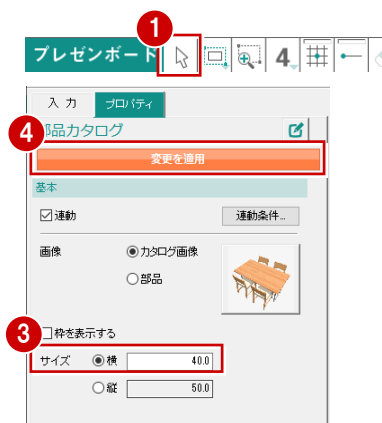 1
プレゼンボード 4
入力 プロパティ
4
部品カタログ
変更を適用
基本
連動 連動条件...
画像 カタログ画像
部品
枠を表示する
3
サイズ 横 40.0
縦 50.0